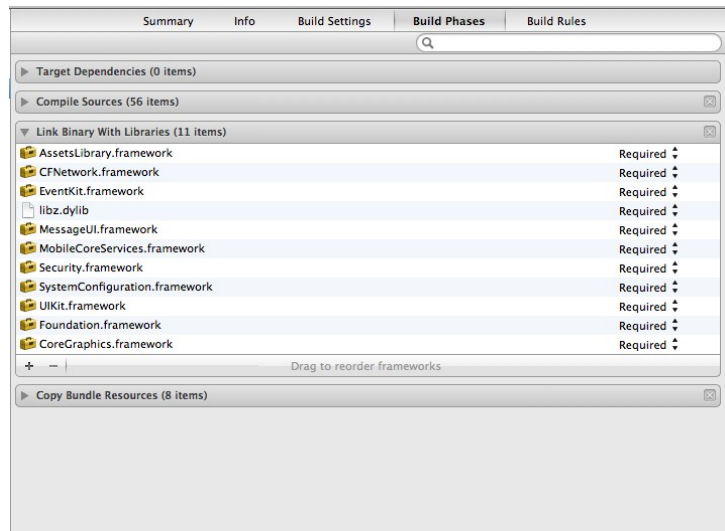 Summary Info Build Settings Build Phases Build Rules
Target Dependencies (0 items)
Compile Sources (56 items)
Link Binary With Libraries (11 items)
AssetsLibrary.framework Required
CFNetwork.framework Required
EventKit.framework Required
libz.dylib Required
MessageUI.framework Required
MobileCoreServices.framework Required
Security.framework Required
SystemConfiguration.framework Required
UIKit.framework Required
Foundation.framework Required
CoreGraphics.framework Required
+ − Drag to reorder frameworks
Copy Bundle Resources (8 items)